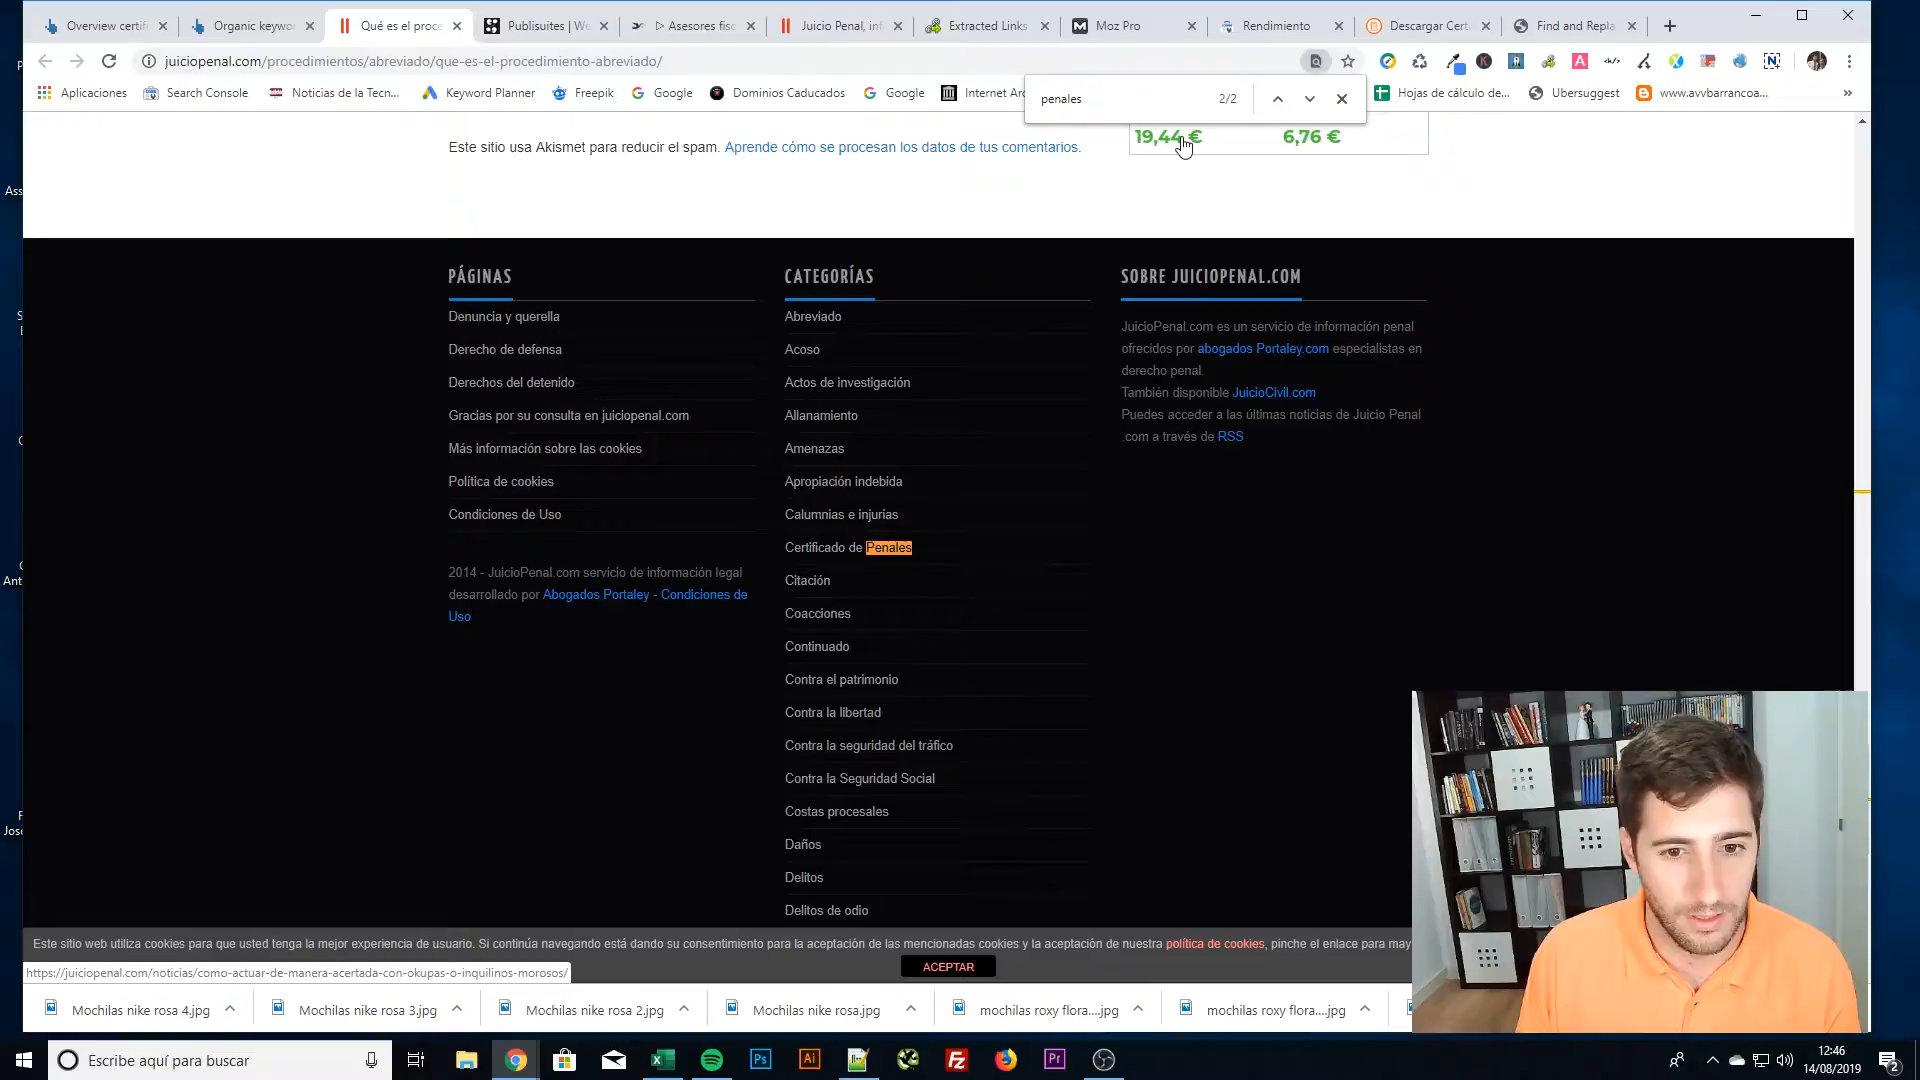 Overview certif
Organic keywo
Qué es el proce
Publisuites | We
Asesores fisc
Juicio Penal, inf
Extracted Links
Moz Pro
Rendimiento
Descargar Cert
Find and Repla
juiciopenal.com/procedimientos/abreviado/que-es-el-procedimiento-abreviado/
Aplicaciones
Search Console
Noticias de la Tecn...
Keyword Planner
Freepik
Google
Dominios Caducados
Google
Internet Arc
Hojas de cálculo de...
Ubersuggest
www.avvbarrancoa...
»
penales 2/2
Este sitio usa Akismet para reducir el spam. Aprende cómo se procesan los datos de tus comentarios.
19,44 € 6,76 €
PÁGINAS
Denuncia y querella
Derecho de defensa
Derechos del detenido
Gracias por su consulta en juiciopenal.com
Más información sobre las cookies
Política de cookies
Condiciones de Uso
2014 - JuicioPenal.com servicio de información legal
desarrollado por Abogados Portaley - Condiciones de
Uso
CATEGORÍAS
Abreviado
Acoso
Actos de investigación
Allanamiento
Amenazas
Apropiación indebida
Calumnias e injurias
Certificado de Penales
Citación
Coacciones
Continuado
Contra el patrimonio
Contra la libertad
Contra la seguridad del tráfico
Contra la Seguridad Social
Costas procesales
Daños
Delitos
Delitos de odio
SOBRE JUICIOPENAL.COM
JuicioPenal.com es un servicio de información penal
ofrecidos por abogados Portaley.com especialistas en
derecho penal.
También disponible JuicioCivil.com
Puedes acceder a las últimas noticias de Juicio Penal
.com a través de RSS
Este sitio web utiliza cookies para que usted tenga la mejor experiencia de usuario. Si continúa navegando está dando su consentimiento para la aceptación de las mencionadas cookies y la aceptación de nuestra política de cookies, pinche el enlace para may
ACEPTAR
https://juiciopenal.com/noticias/como-actuar-de-manera-acertada-con-okupas-o-inquilinos-morosos/
Mochilas nike rosa 4.jpg
Mochilas nike rosa 3.jpg
Mochilas nike rosa 2.jpg
Mochilas nike rosa.jpg
mochilas roxy flora....jpg
mochilas roxy flora....jpg
Escribe aquí para buscar
Ps
Ai
Fz
Pr
12:46
14/08/2019
2